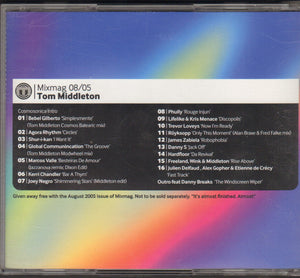 Mixmag 08/05
Tom Middleton
Cosmosonica/Intro
01 | Bebel Gilberto 'Simplesmente'
(Tom Middleton Cosmos Balearic mix)
02 | Agora Rhythm 'Circles'
03 | Shur-i-kan 'I Want It'
04 | Global Communication 'The Groove'
(Tom Middleton Modwheel mix)
05 | Marcos Valle 'Besteiras De Amour'
(Jazzanova remix; Dixon Edit)
06 | Kerri Chandler 'Bar A Thym'
07 | Joey Negro 'Shimmering Stars' (Middleton edit)
08 | Phully 'Rouge Injun'
09 | Lifelike & Kris Menace 'Discopolis'
10 | Trevor Loveys 'Now I'm Ready'
11 | Röyksopp 'Only This Moment' (Alan Braxe & Fred Falke mix)
12 | James Zabiela 'Robophobia'
13 | Danny S 'Jack Off'
14 | Hardfloor 'Da Revival'
15 | Freeland, Wink & Middleton 'Rise Above'
16 | Julien Delfaud, Alex Gopher & Etienne de Crécy
'Fast Track'
Outro feat Danny Breaks 'The Windscreen Wiper'
Given away free with the August 2005 issue of Mixmag. Not to be sold separately. "It's almost finished. Almost"